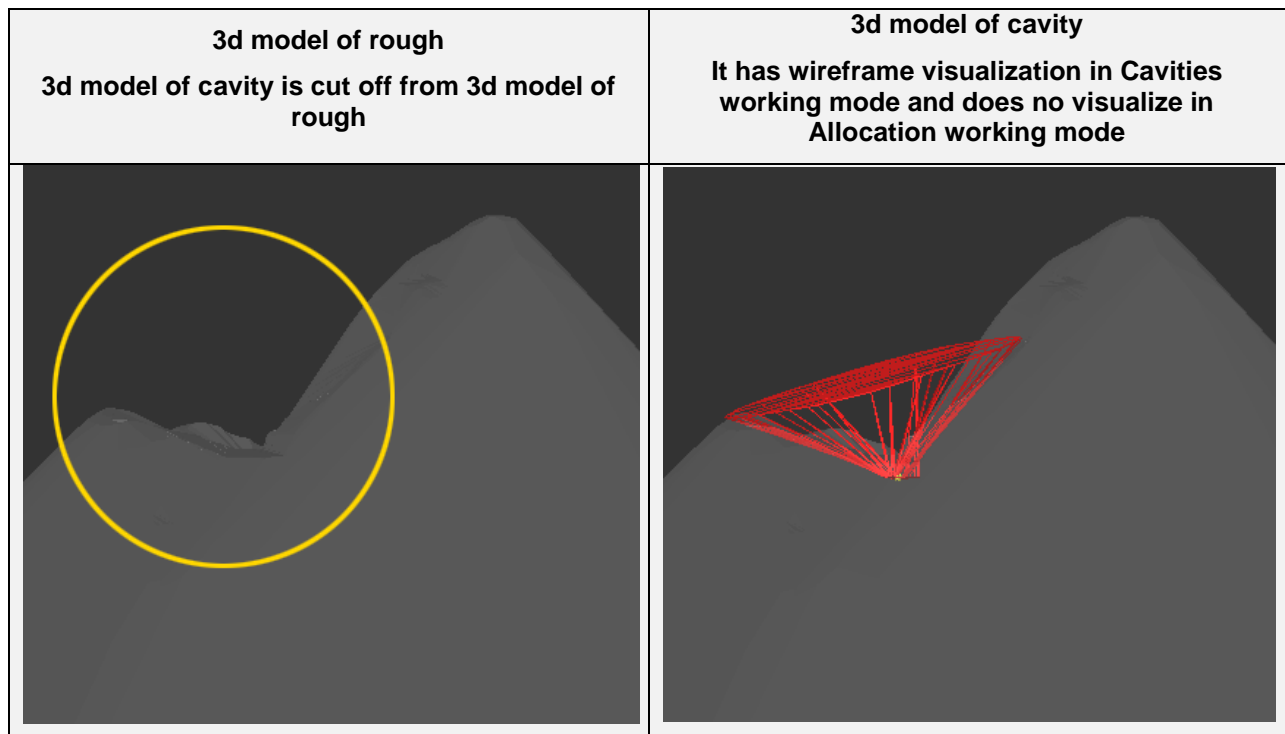 3d model of rough
3d model of cavity is cut off from 3d model of
rough
3d model of cavity
It has wireframe visualization in Cavities
working mode and does no visualize in
Allocation working mode